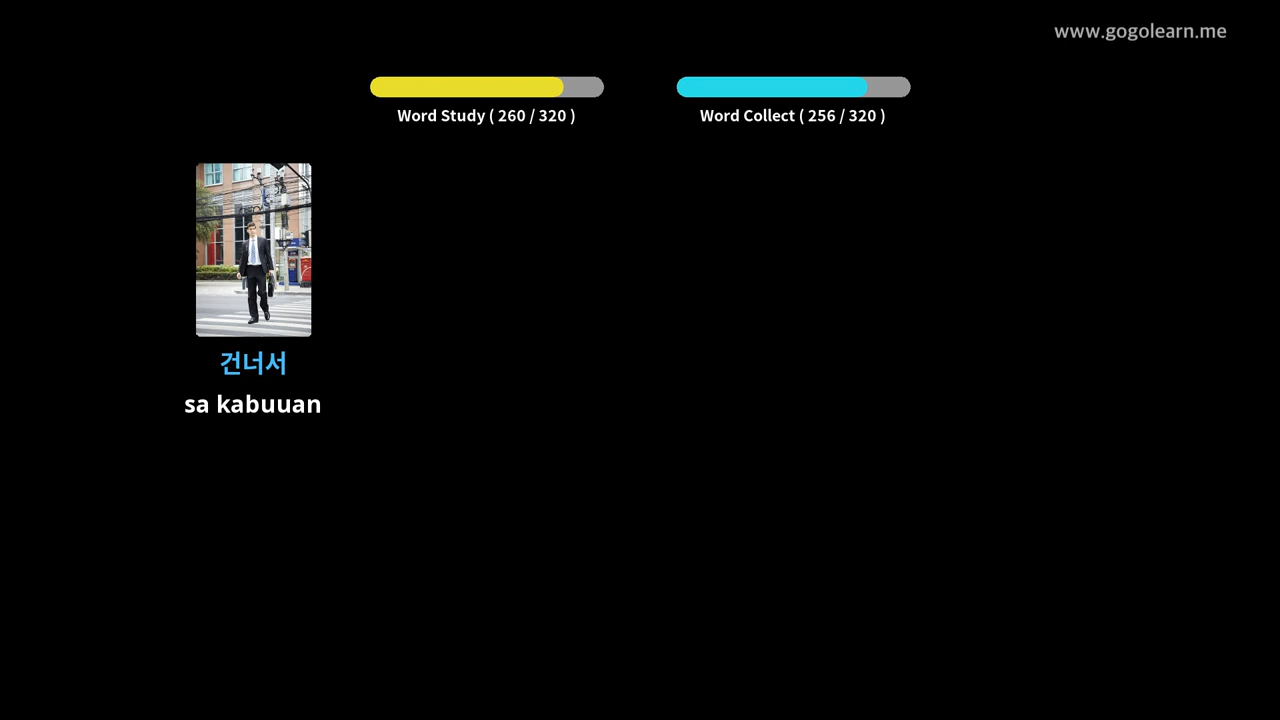 www.gogolearn.me
Word Study ( 260 / 320 )
Word Collect ( 256 / 320 )
건너서
sa kabuuan